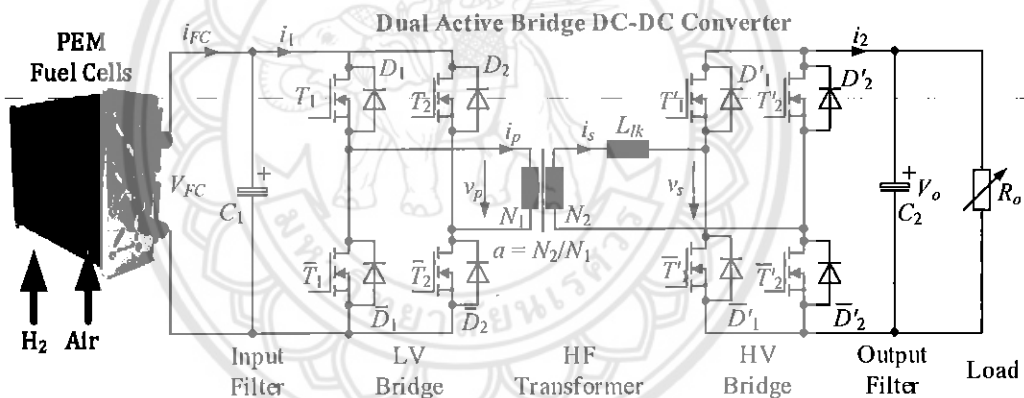 Dual Active Bridge DC-DC Converter
PEM
Fuel Cells
i_FC
i_1
D_1
D_2
T_1
T_2
i_p
i_s
L_lk
D'_1
D'_2
T'_1
T'_2
i_2
V_FC
+
C_1
v_p
N_1
N_2
a = N_2/N_1
v_s
+
V_o
C_2
R_o
T̅_1
T̅_2
D̅_1
D̅_2
T̅'_1
T̅'_2
D̅'_1
D̅'_2
H_2
Air
Input
Filter
LV
Bridge
HF
Transformer
HV
Bridge
Output
Filter
Load